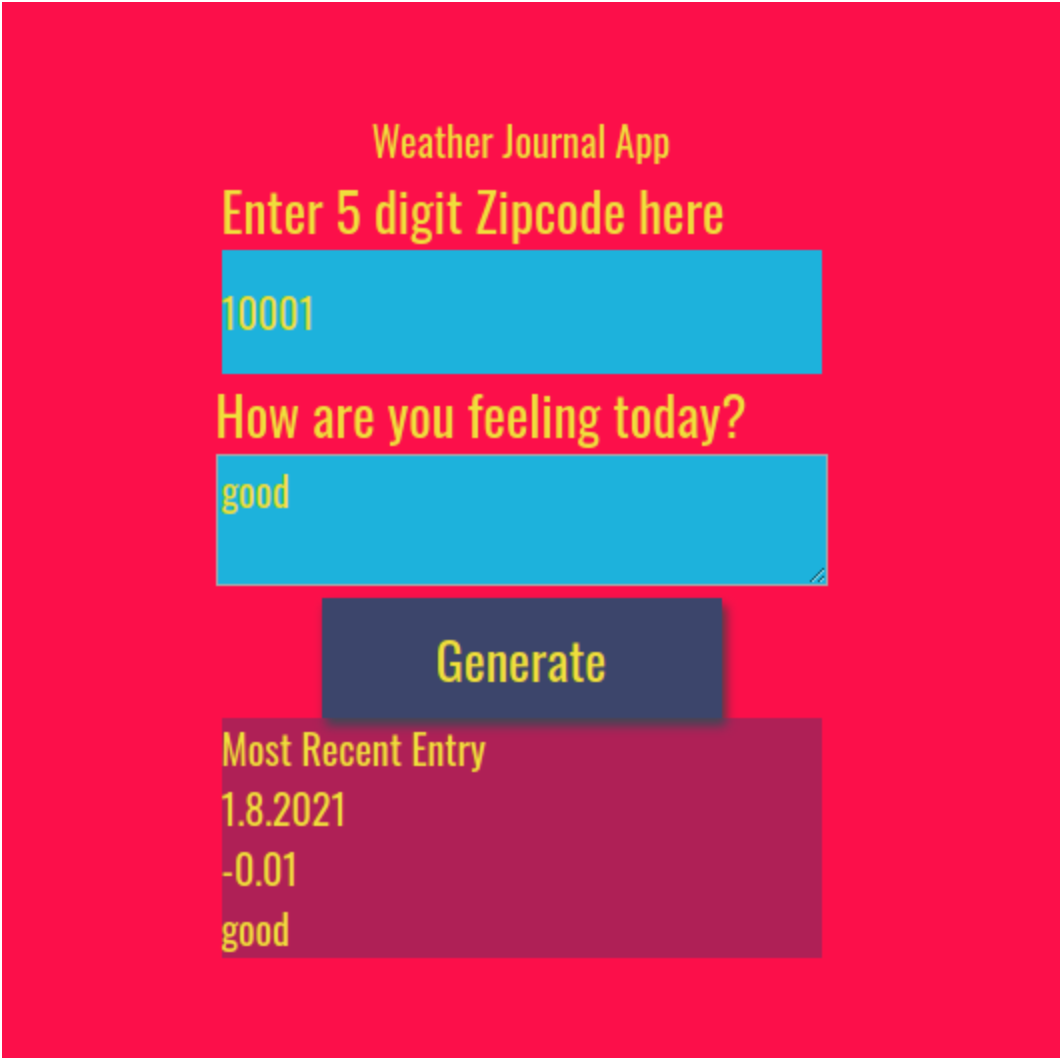 Weather Journal App
Enter 5 digit Zipcode here
10001
How are you feeling today?
good
Generate
Most Recent Entry
1.8.2021
-0.01
good